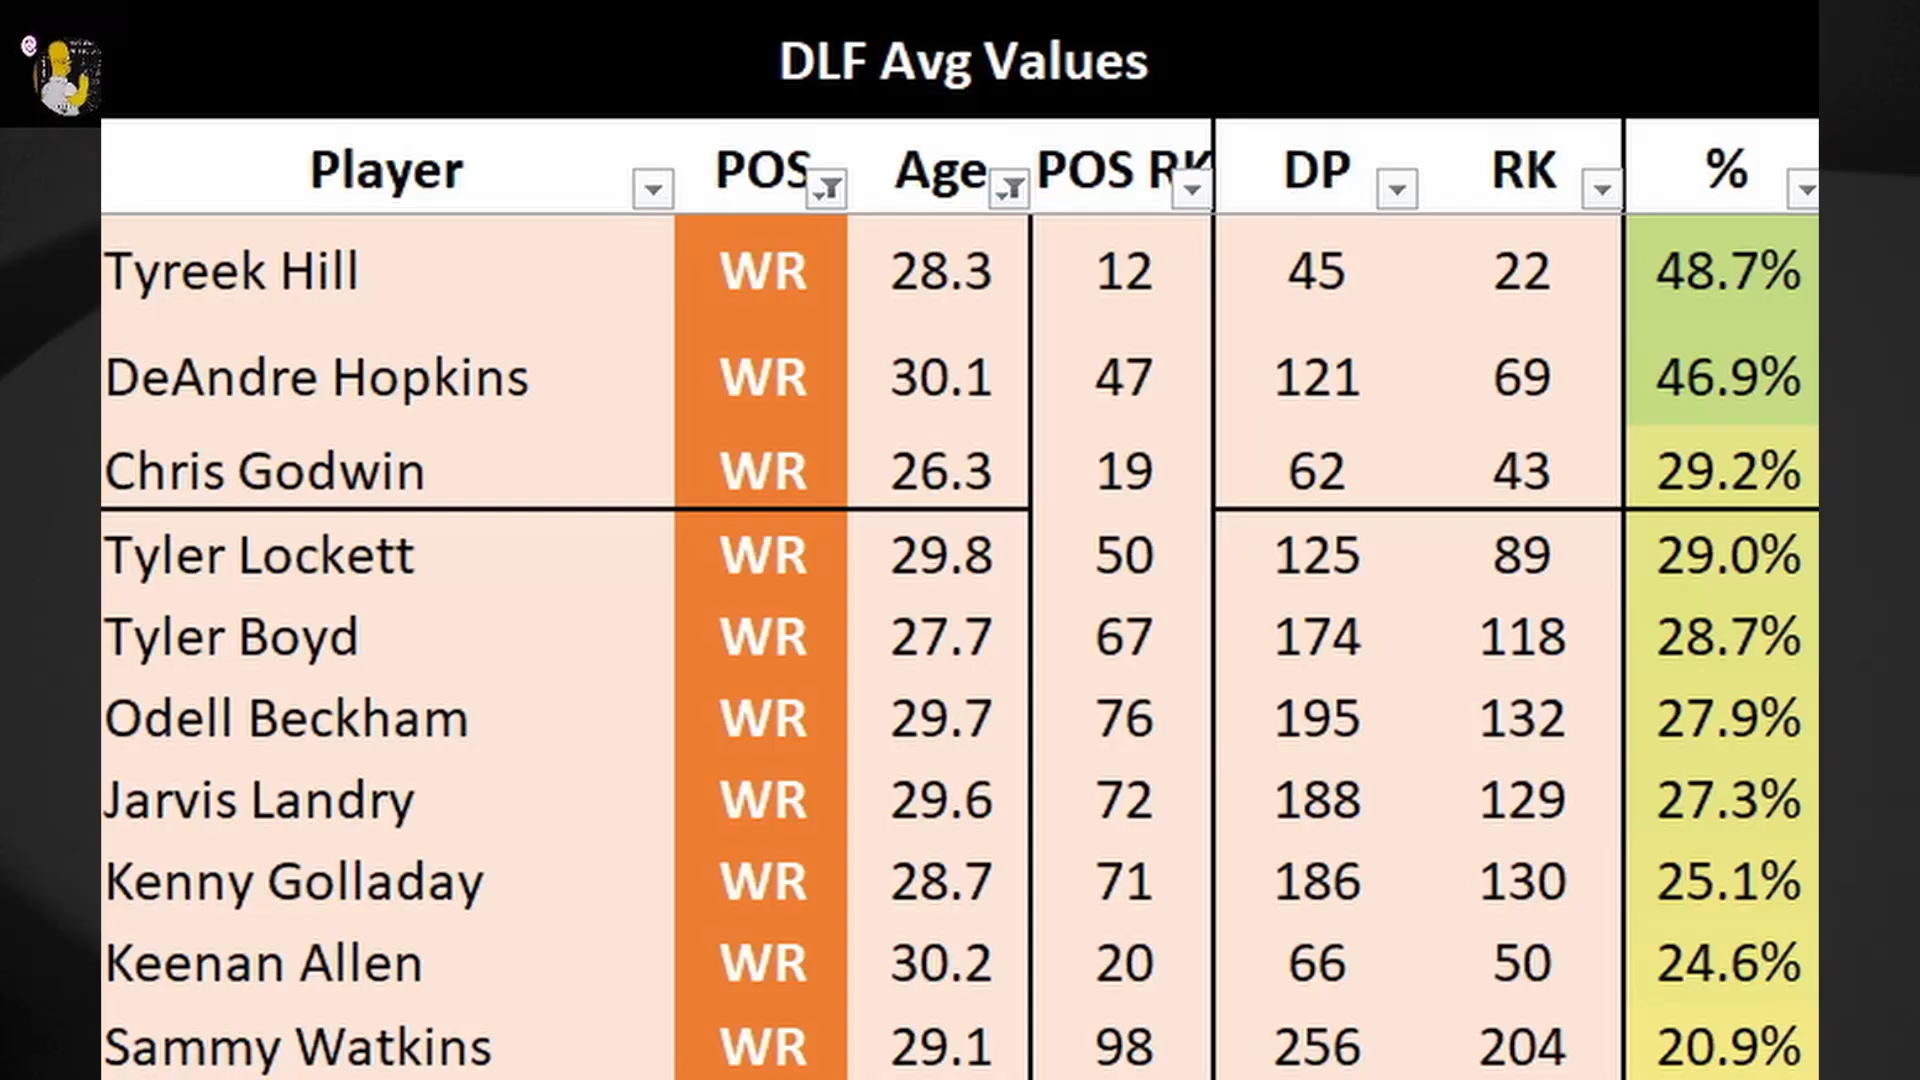 DLF Avg Values
Player POS Age POS RK DP RK %
Tyreek Hill WR 28.3 12 45 22 48.7%
DeAndre Hopkins WR 30.1 47 121 69 46.9%
Chris Godwin WR 26.3 19 62 43 29.2%
Tyler Lockett WR 29.8 50 125 89 29.0%
Tyler Boyd WR 27.7 67 174 118 28.7%
Odell Beckham WR 29.7 76 195 132 27.9%
Jarvis Landry WR 29.6 72 188 129 27.3%
Kenny Golladay WR 28.7 71 186 130 25.1%
Keenan Allen WR 30.2 20 66 50 24.6%
Sammy Watkins WR 29.1 98 256 204 20.9%